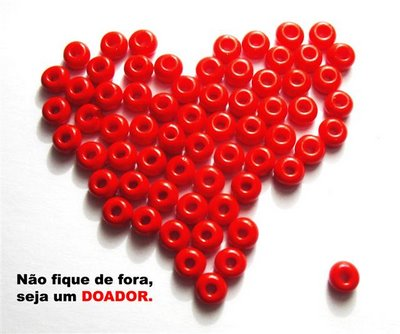 Não fique de fora,
seja um DOADOR.